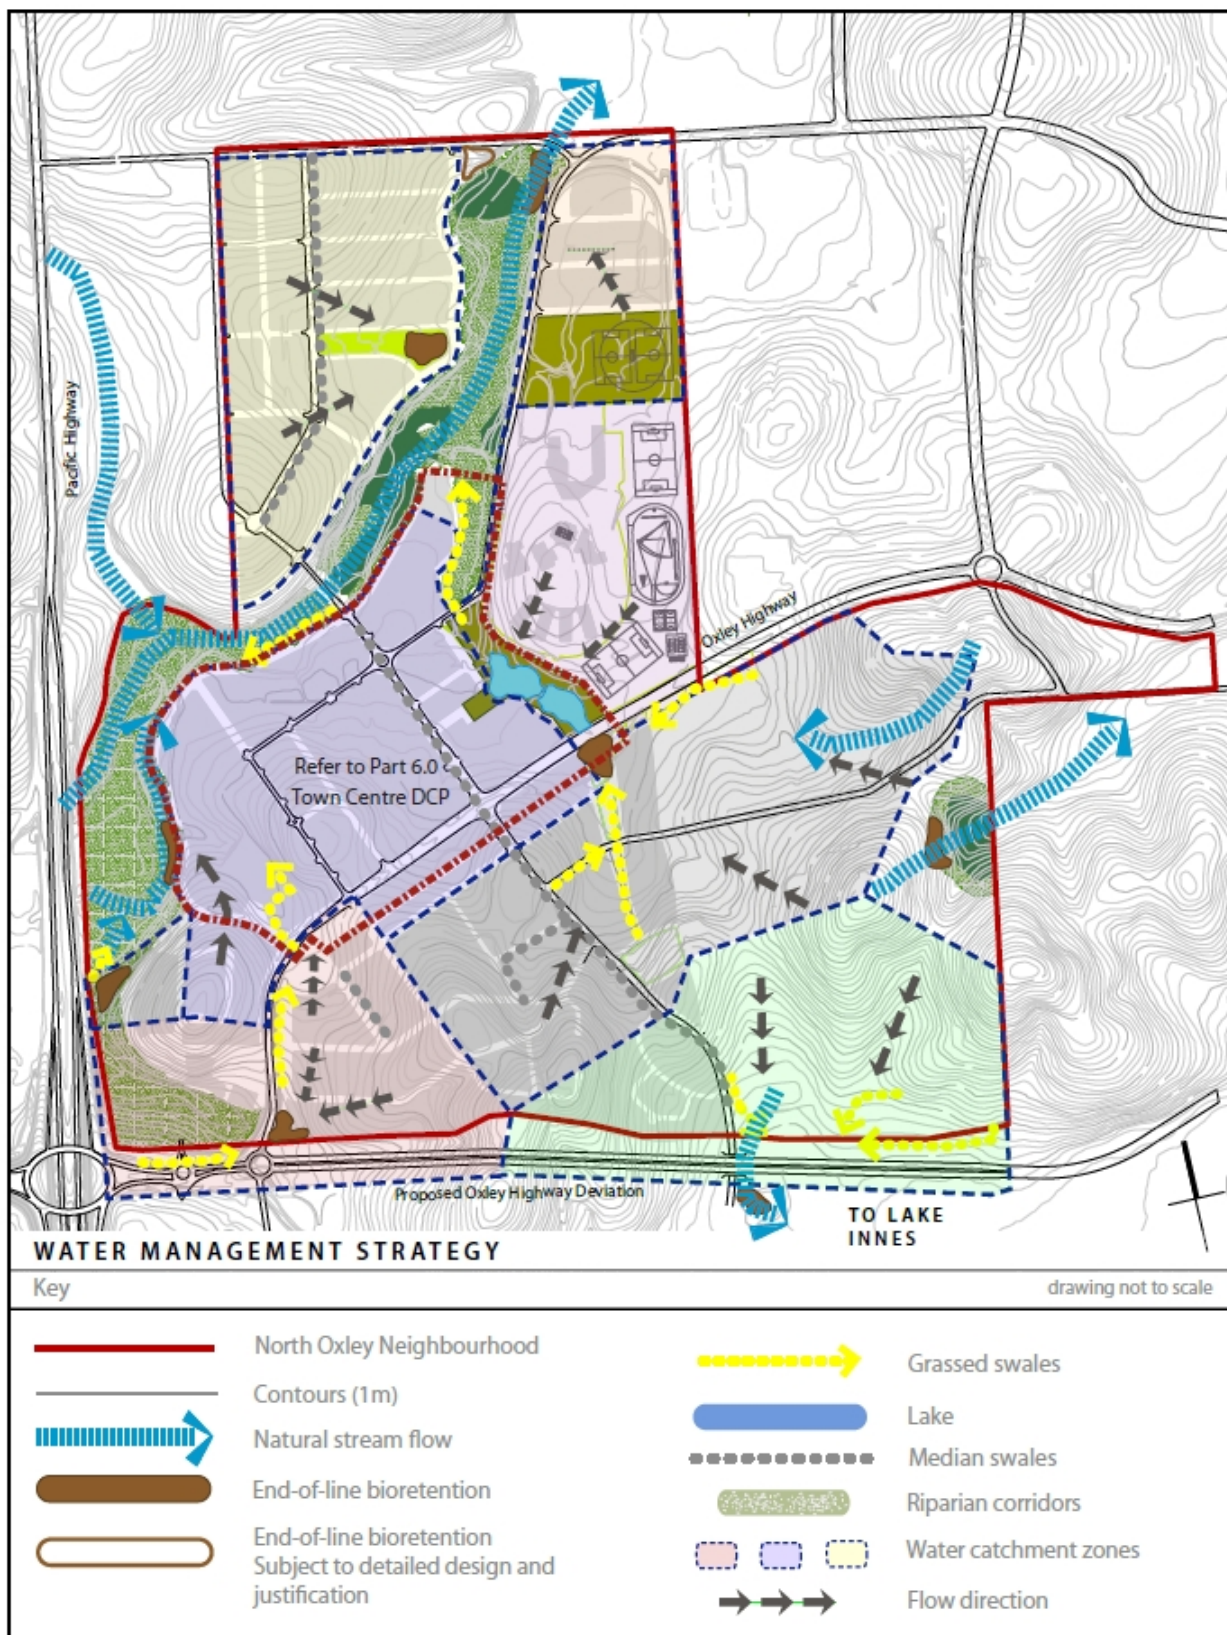 Pacific Highway
Oxley Highway
Refer to Part 6.0
Town Centre DCP
Proposed Oxley Highway Deviation
TO LAKE
INNES
WATER MANAGEMENT STRATEGY
Key
drawing not to scale
North Oxley Neighbourhood
Contours (1m)
Natural stream flow
End-of-line bioretention
End-of-line bioretention
Subject to detailed design and
justification
Grassed swales
Lake
Median swales
Riparian corridors
Water catchment zones
Flow direction